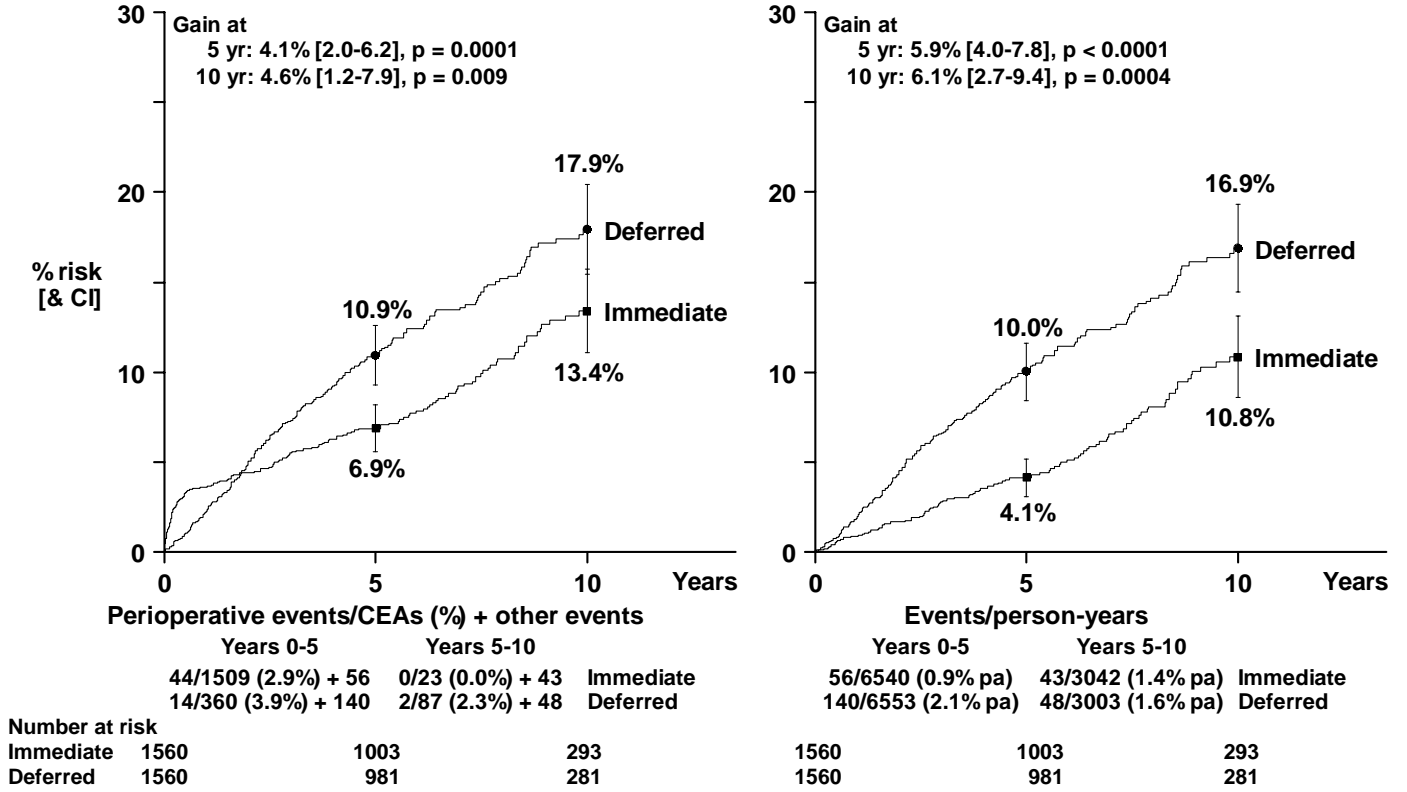 30
Gain at
5 yr: 4.1% [2.0-6.2], p = 0.0001
10 yr: 4.6% [1.2-7.9], p = 0.009
17.9%
20
Deferred
% risk
[& CI]
10.9%
Immediate
13.4%
10
6.9%
0
0 5 10 Years
Perioperative events/CEAs (%) + other events
Years 0-5 Years 5-10
44/1509 (2.9%) + 56 0/23 (0.0%) + 43 Immediate
14/360 (3.9%) + 140 2/87 (2.3%) + 48 Deferred
30
Gain at
5 yr: 5.9% [4.0-7.8], p < 0.0001
10 yr: 6.1% [2.7-9.4], p = 0.0004
16.9%
20
Deferred
10.0%
Immediate
10
10.8%
4.1%
0
0 5 10 Years
Events/person-years
Years 0-5 Years 5-10
56/6540 (0.9% pa) 43/3042 (1.4% pa) Immediate
140/6553 (2.1% pa) 48/3003 (1.6% pa) Deferred
Number at risk
Immediate 1560 1003 293 1560 1003 293
Deferred 1560 981 281 1560 981 281